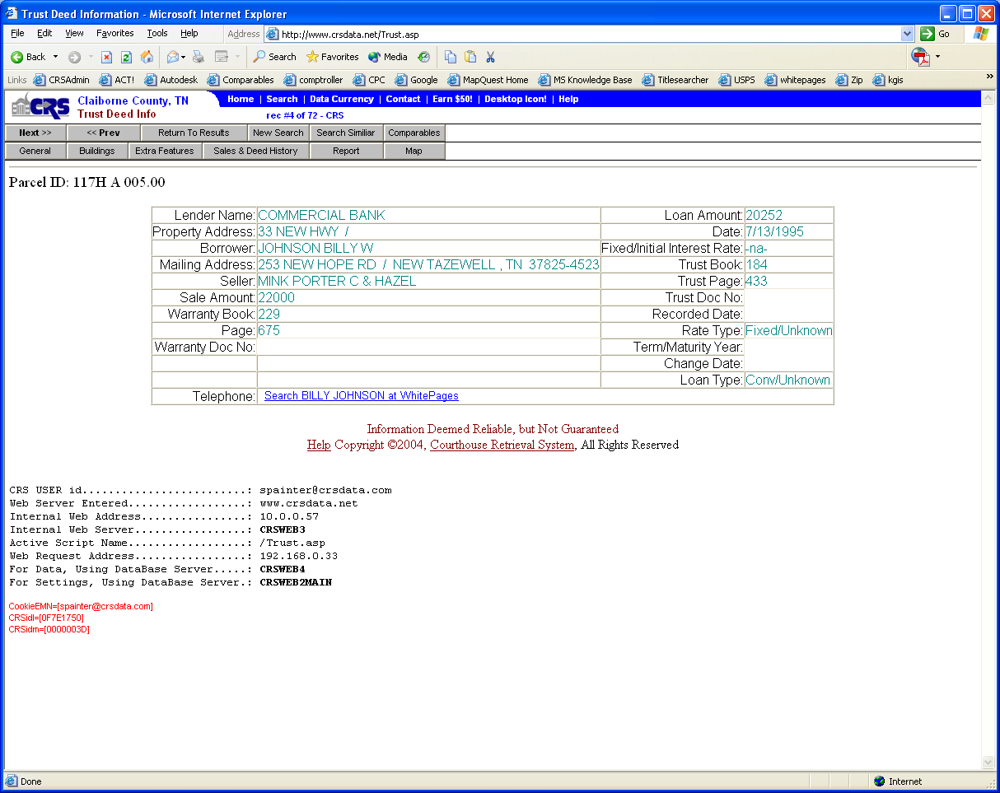 Trust Deed Information - Microsoft Internet Explorer
File Edit View Favorites Tools Help Address http://www.crsdata.net/Trust.asp Go
Back Search Favorites Media
Links CRSAdmin ACT! Autodesk Comparables comptroller CPC Google MapQuest Home MS Knowledge Base Titlesearcher USPS whitepages Zip kgis »
CRS Claiborne County, TN Home | Search | Data Currency | Contact | Earn $50! | Desktop Icon! | Help
Trust Deed Info rec #4 of 72 - CRS
Next >> << Prev Return To Results New Search Search Similiar Comparables
General Buildings Extra Features Sales & Deed History Report Map
Parcel ID: 117H A 005.00
Lender Name: COMMERCIAL BANK Loan Amount: 20252
Property Address: 33 NEW HWY / Date: 7/13/1995
Borrower: JOHNSON BILLY W Fixed/Initial Interest Rate: -na-
Mailing Address: 253 NEW HOPE RD / NEW TAZEWELL , TN 37825-4523 Trust Book: 184
Seller: MINK PORTER C & HAZEL Trust Page: 433
Sale Amount: 22000 Trust Doc No:
Warranty Book: 229 Recorded Date:
Page: 675 Rate Type: Fixed/Unknown
Warranty Doc No: Term/Maturity Year:
Change Date:
Loan Type: Conv/Unknown
Telephone: Search BILLY JOHNSON at WhitePages
Information Deemed Reliable, but Not Guaranteed
Help Copyright ©2004, Courthouse Retrieval System, All Rights Reserved
CRS USER id.........................: spainter@crsdata.com
Web Server Entered..................: www.crsdata.net
Internal Web Address................: 10.0.0.57
Internal Web Server.................: CRSWEB3
Active Script Name..................: /Trust.asp
Web Request Address.................: 192.168.0.33
For Data, Using DataBase Server.....: CRSWEB4
For Settings, Using DataBase Server.: CRSWEB2MAIN
CookieEMN=[spainter@crsdata.com]
CRSidl=[0F7E1750]
CRSidm=[0000003D]
Done Internet